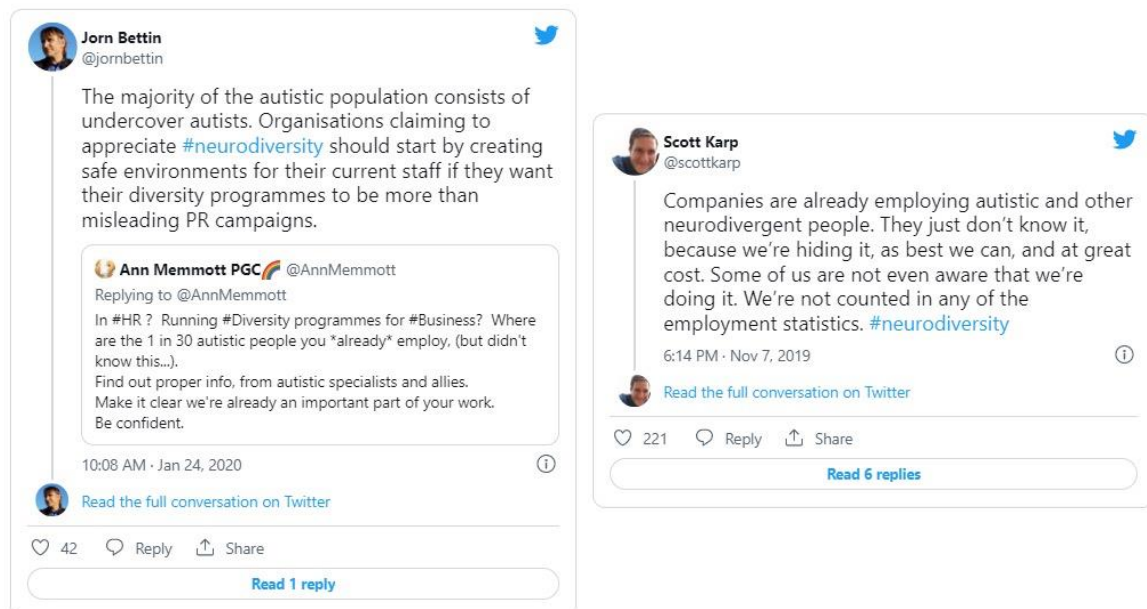 Jorn Bettin
@jornbettin
The majority of the autistic population consists of
undercover autists. Organisations claiming to
appreciate #neurodiversity should start by creating
safe environments for their current staff if they want
their diversity programmes to be more than
misleading PR campaigns.
Ann Memmott PGC🌈 @AnnMemmott
Replying to @AnnMemmott
In #HR ? Running #Diversity programmes for #Business? Where
are the 1 in 30 autistic people you *already* employ, (but didn't
know this...).
Find out proper info, from autistic specialists and allies.
Make it clear we're already an important part of your work.
Be confident.
10:08 AM · Jan 24, 2020
Read the full conversation on Twitter
42 Reply Share
Read 1 reply
Scott Karp
@scottkarp
Companies are already employing autistic and other
neurodivergent people. They just don't know it,
because we're hiding it, as best we can, and at great
cost. Some of us are not even aware that we're
doing it. We're not counted in any of the
employment statistics. #neurodiversity
6:14 PM · Nov 7, 2019
Read the full conversation on Twitter
221 Reply Share
Read 6 replies